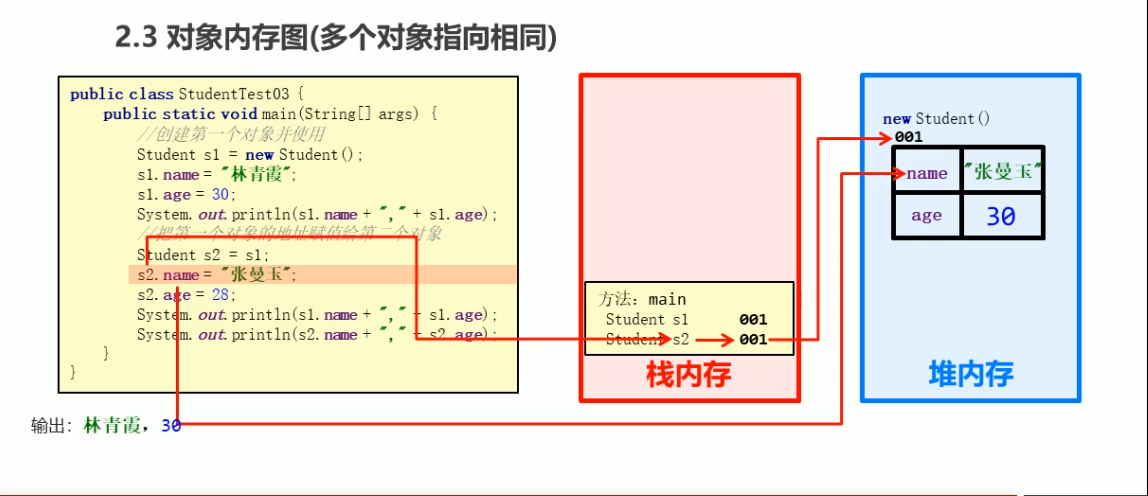 2.3 对象内存图(多个对象指向相同)
public class StudentTest03 {
public static void main(String[] args) {
//创建第一个对象并使用
Student s1 = new Student();
s1.name = "林青霞";
s1.age = 30;
System.out.println(s1.name + "," + s1.age);
//把第一个对象的地址赋值给第二个对象
Student s2 = s1;
s2.name = "张曼玉";
s2.age = 28;
System.out.println(s1.name + "," + s1.age);
System.out.println(s2.name + "," + s2.age);
}
}
输出：林青霞，30
方法：main
Student s1 001
Student s2 001
栈内存
new Student()
001
name "张曼玉"
age 30
堆内存